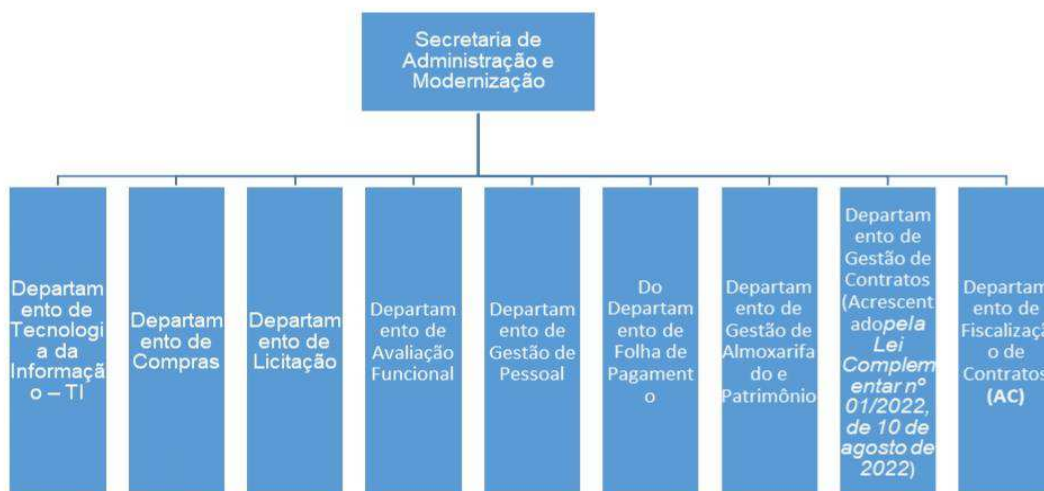 Secretaria de
Administração e
Modernização
Departam
ento de
Tecnologi
a da
Informaçã
o – TI
Departam
ento de
Compras
Departam
ento de
Licitação
Departam
ento de
Avaliação
Funcional
Departam
ento de
Gestão de
Pessoal
Do
Departam
ento de
Folha de
Pagament
o
Departam
ento de
Gestão de
Almoxarifa
do e
Patrimônio
Departam
ento de
Gestão de
Contratos
(Acrescent
adopela
Lei
Complem
entar nº
01/2022,
de 10 de
agosto de
2022)
Departam
ento de
Fiscalizaçã
o de
Contratos
(AC)